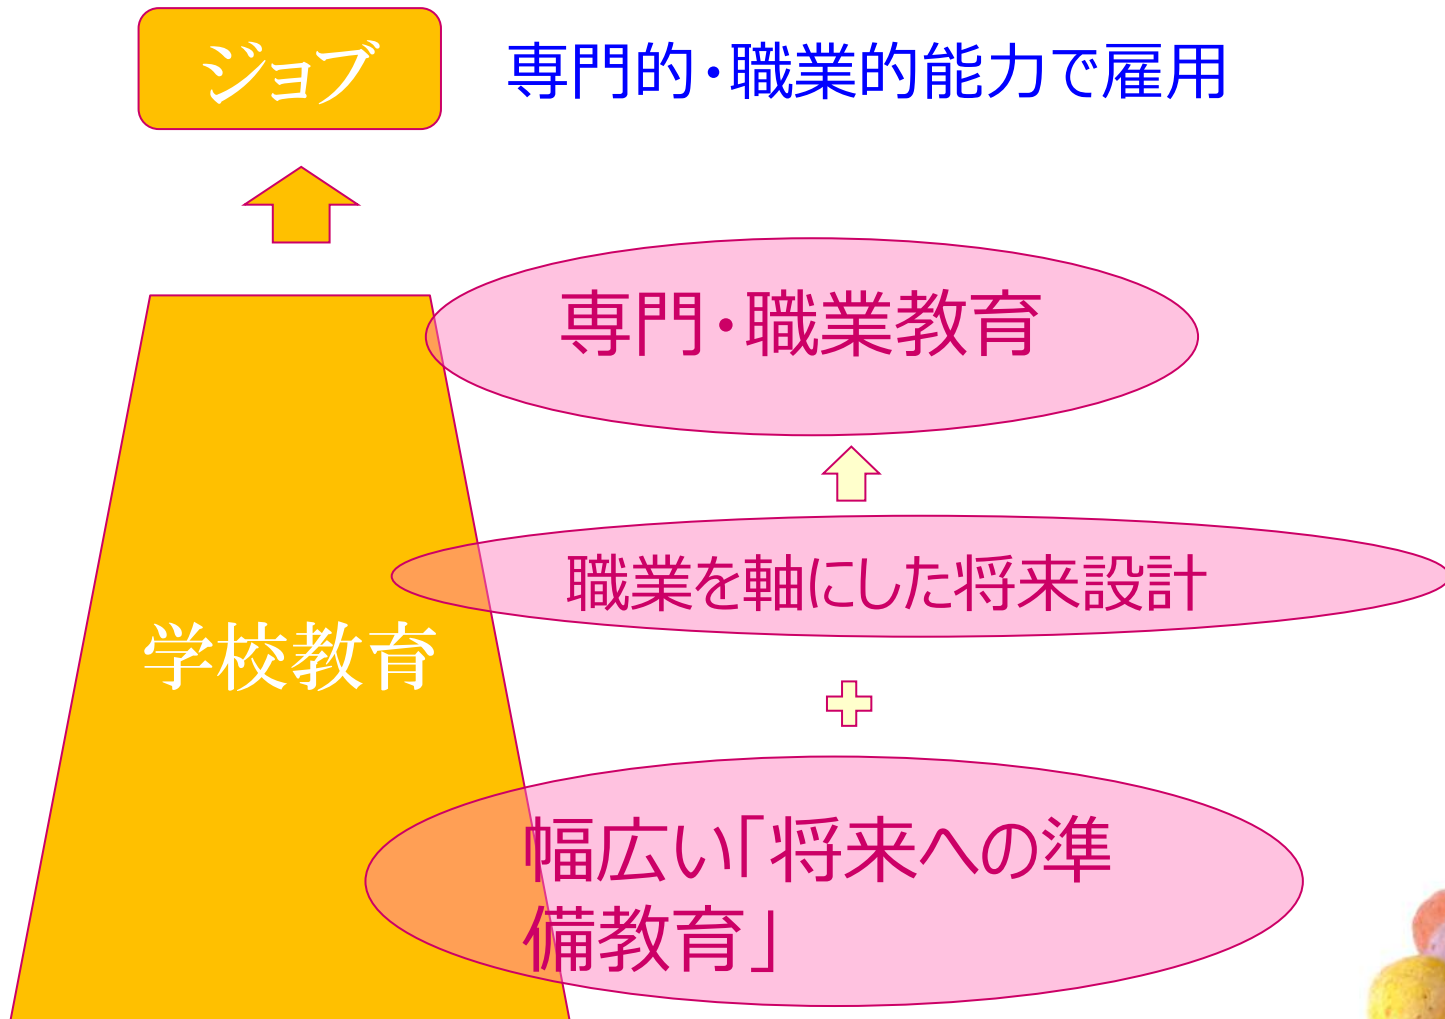 ジョブ
専門的・職業的能力で雇用
専門・職業教育
職業を軸にした将来設計
学校教育
幅広い「将来への準
備教育」